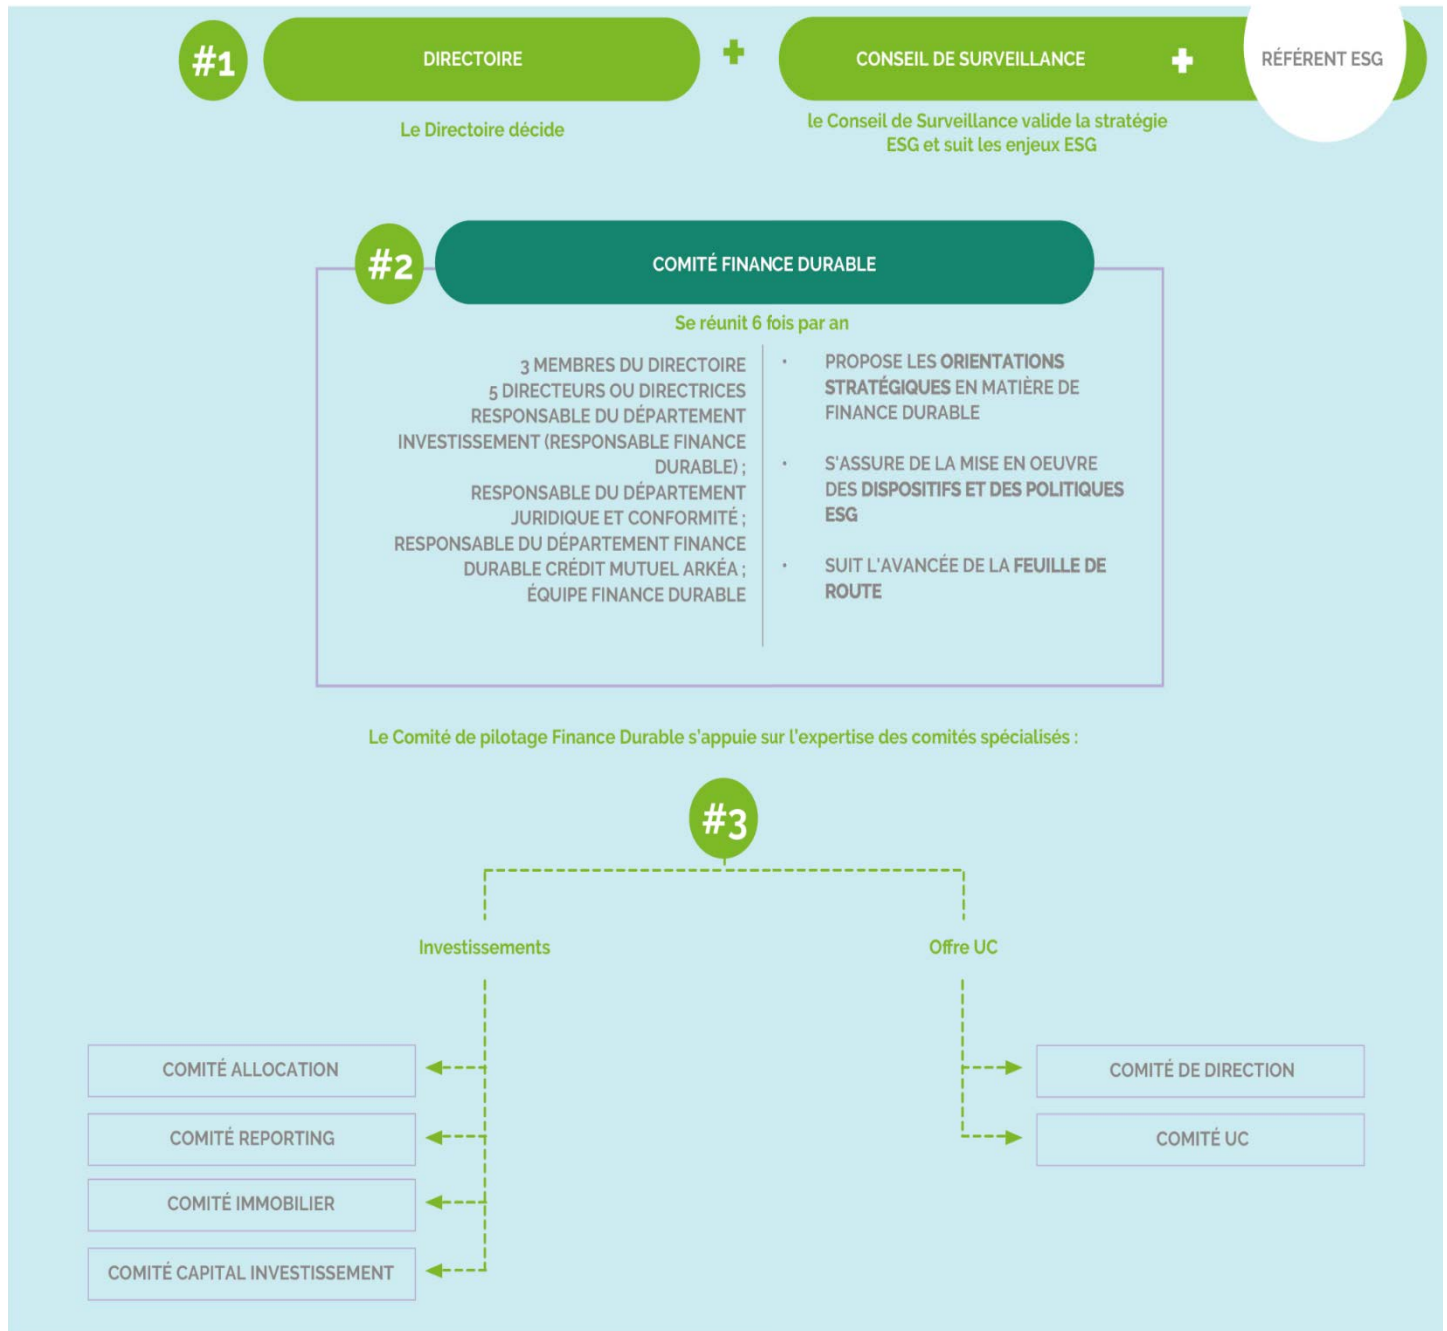 #1
DIRECTOIRE
CONSEIL DE SURVEILLANCE
RÉFÉRENT ESG
Le Directoire décide
le Conseil de Surveillance valide la stratégie
ESG et suit les enjeux ESG
#2
COMITÉ FINANCE DURABLE
Se réunit 6 fois par an
3 MEMBRES DU DIRECTOIRE
5 DIRECTEURS OU DIRECTRICES
RESPONSABLE DU DÉPARTEMENT
INVESTISSEMENT (RESPONSABLE FINANCE
DURABLE) ;
RESPONSABLE DU DÉPARTEMENT
JURIDIQUE ET CONFORMITÉ ;
RESPONSABLE DU DÉPARTEMENT FINANCE
DURABLE CRÉDIT MUTUEL ARKÉA ;
ÉQUIPE FINANCE DURABLE
• PROPOSE LES ORIENTATIONS
STRATÉGIQUES EN MATIÈRE DE
FINANCE DURABLE
• S'ASSURE DE LA MISE EN OEUVRE
DES DISPOSITIFS ET DES POLITIQUES
ESG
• SUIT L'AVANCÉE DE LA FEUILLE DE
ROUTE
Le Comité de pilotage Finance Durable s'appuie sur l'expertise des comités spécialisés :
#3
Investissements
Offre UC
COMITÉ ALLOCATION
COMITÉ REPORTING
COMITÉ IMMOBILIER
COMITÉ CAPITAL INVESTISSEMENT
COMITÉ DE DIRECTION
COMITÉ UC